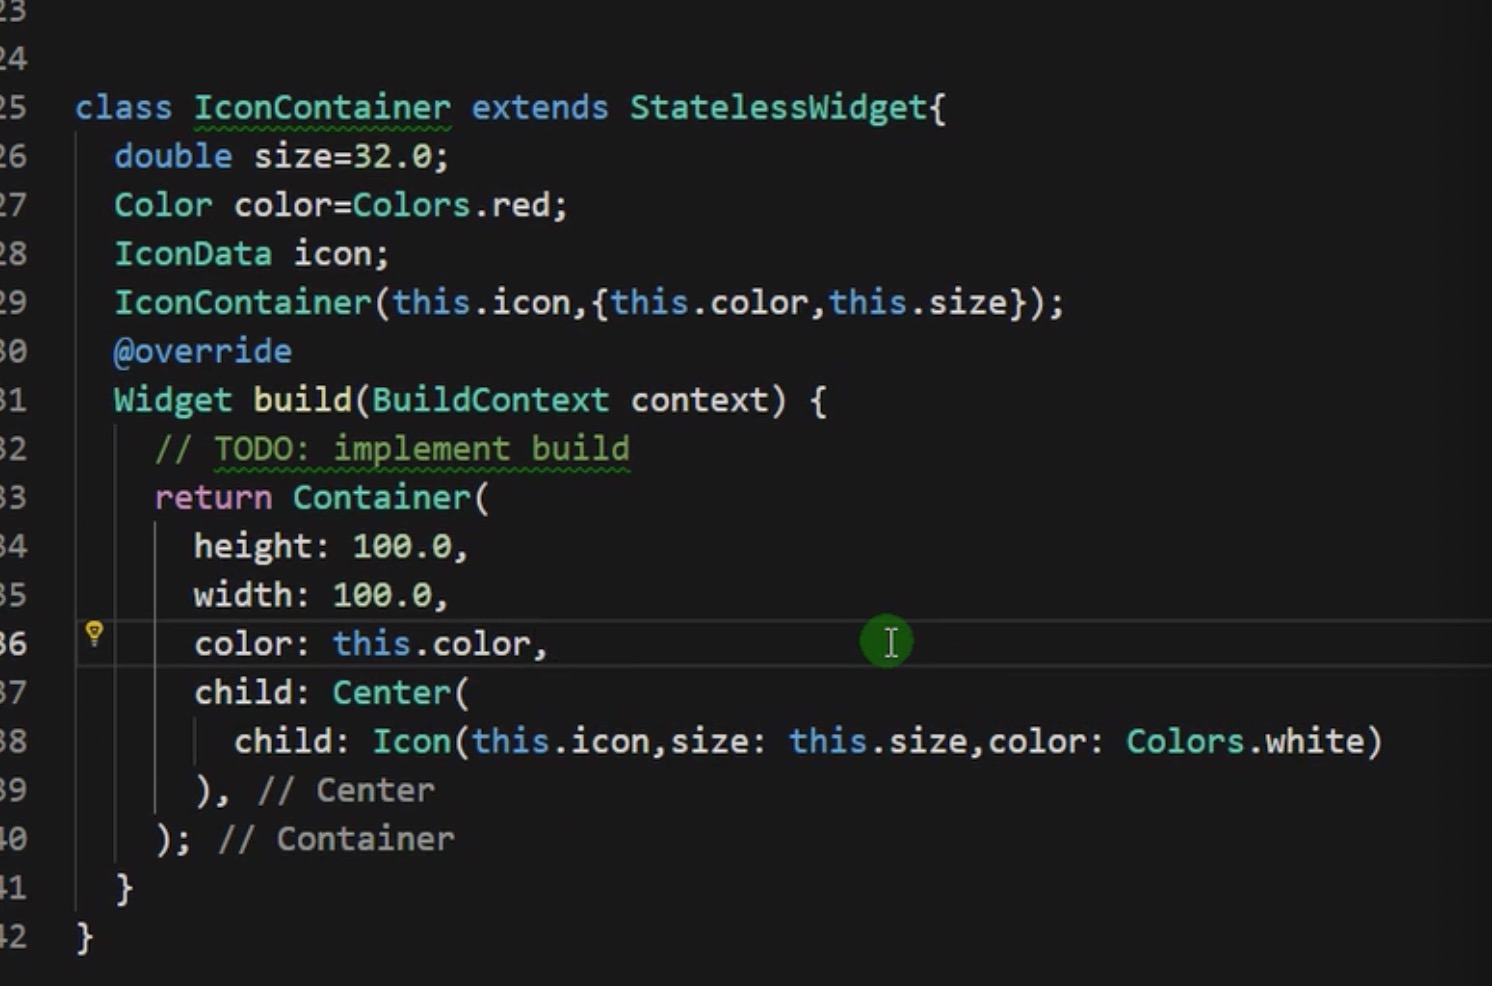 23
24
25 class IconContainer extends StatelessWidget{
26 double size=32.0;
27 Color color=Colors.red;
28 IconData icon;
29 IconContainer(this.icon,{this.color,this.size});
30 @override
31 Widget build(BuildContext context) {
32 // TODO: implement build
33 return Container(
34 height: 100.0,
35 width: 100.0,
36 color: this.color,
37 child: Center(
38 child: Icon(this.icon,size: this.size,color: Colors.white)
39 ), // Center
40 ); // Container
41 }
42 }